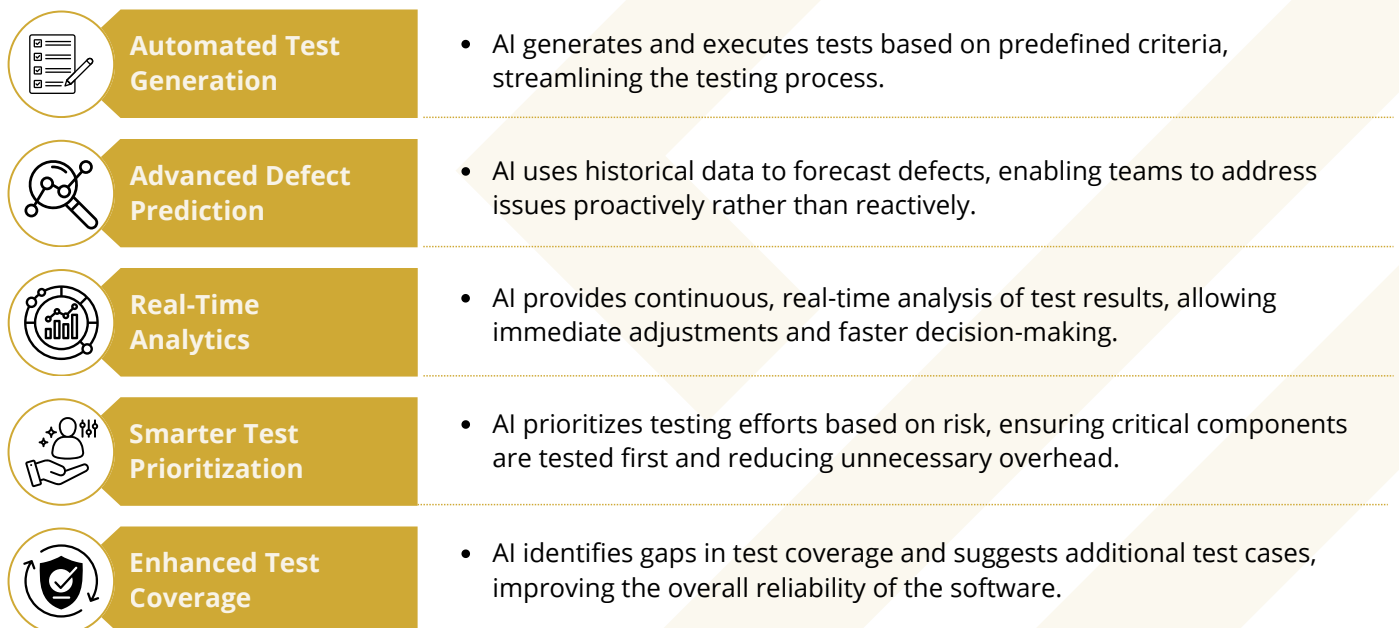 Automated Test
Generation
• AI generates and executes tests based on predefined criteria,
streamlining the testing process.
Advanced Defect
Prediction
• AI uses historical data to forecast defects, enabling teams to address
issues proactively rather than reactively.
Real-Time
Analytics
• AI provides continuous, real-time analysis of test results, allowing
immediate adjustments and faster decision-making.
Smarter Test
Prioritization
• AI prioritizes testing efforts based on risk, ensuring critical components
are tested first and reducing unnecessary overhead.
Enhanced Test
Coverage
• AI identifies gaps in test coverage and suggests additional test cases,
improving the overall reliability of the software.